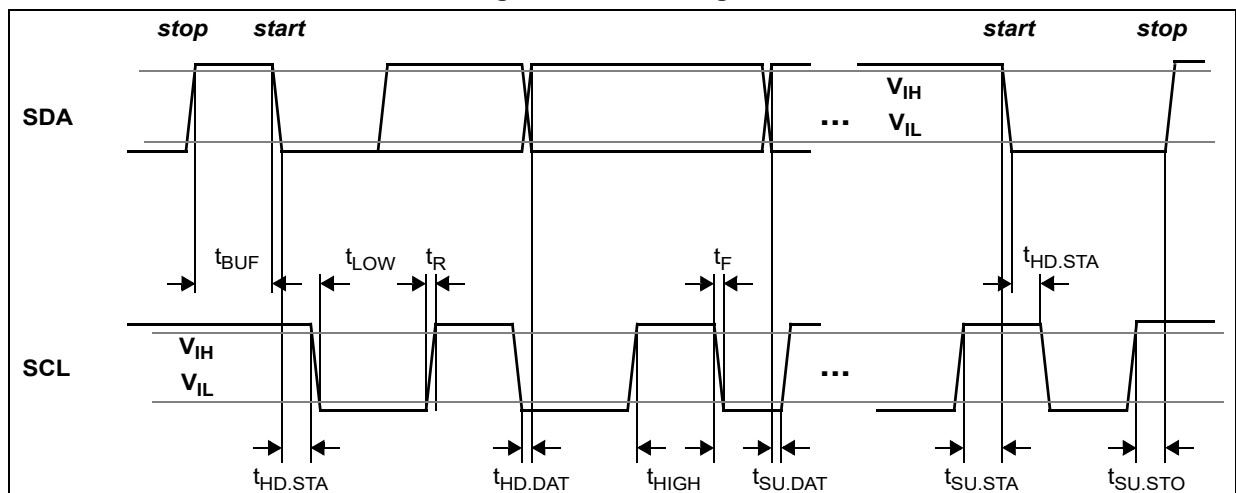 stop start start stop
SDA
VIH
VIL
...
tBUF tLOW tR tF tHD.STA
SCL
VIH
VIL
...
tHD.STA tHD.DAT tHIGH tSU.DAT tSU.STA tSU.STO